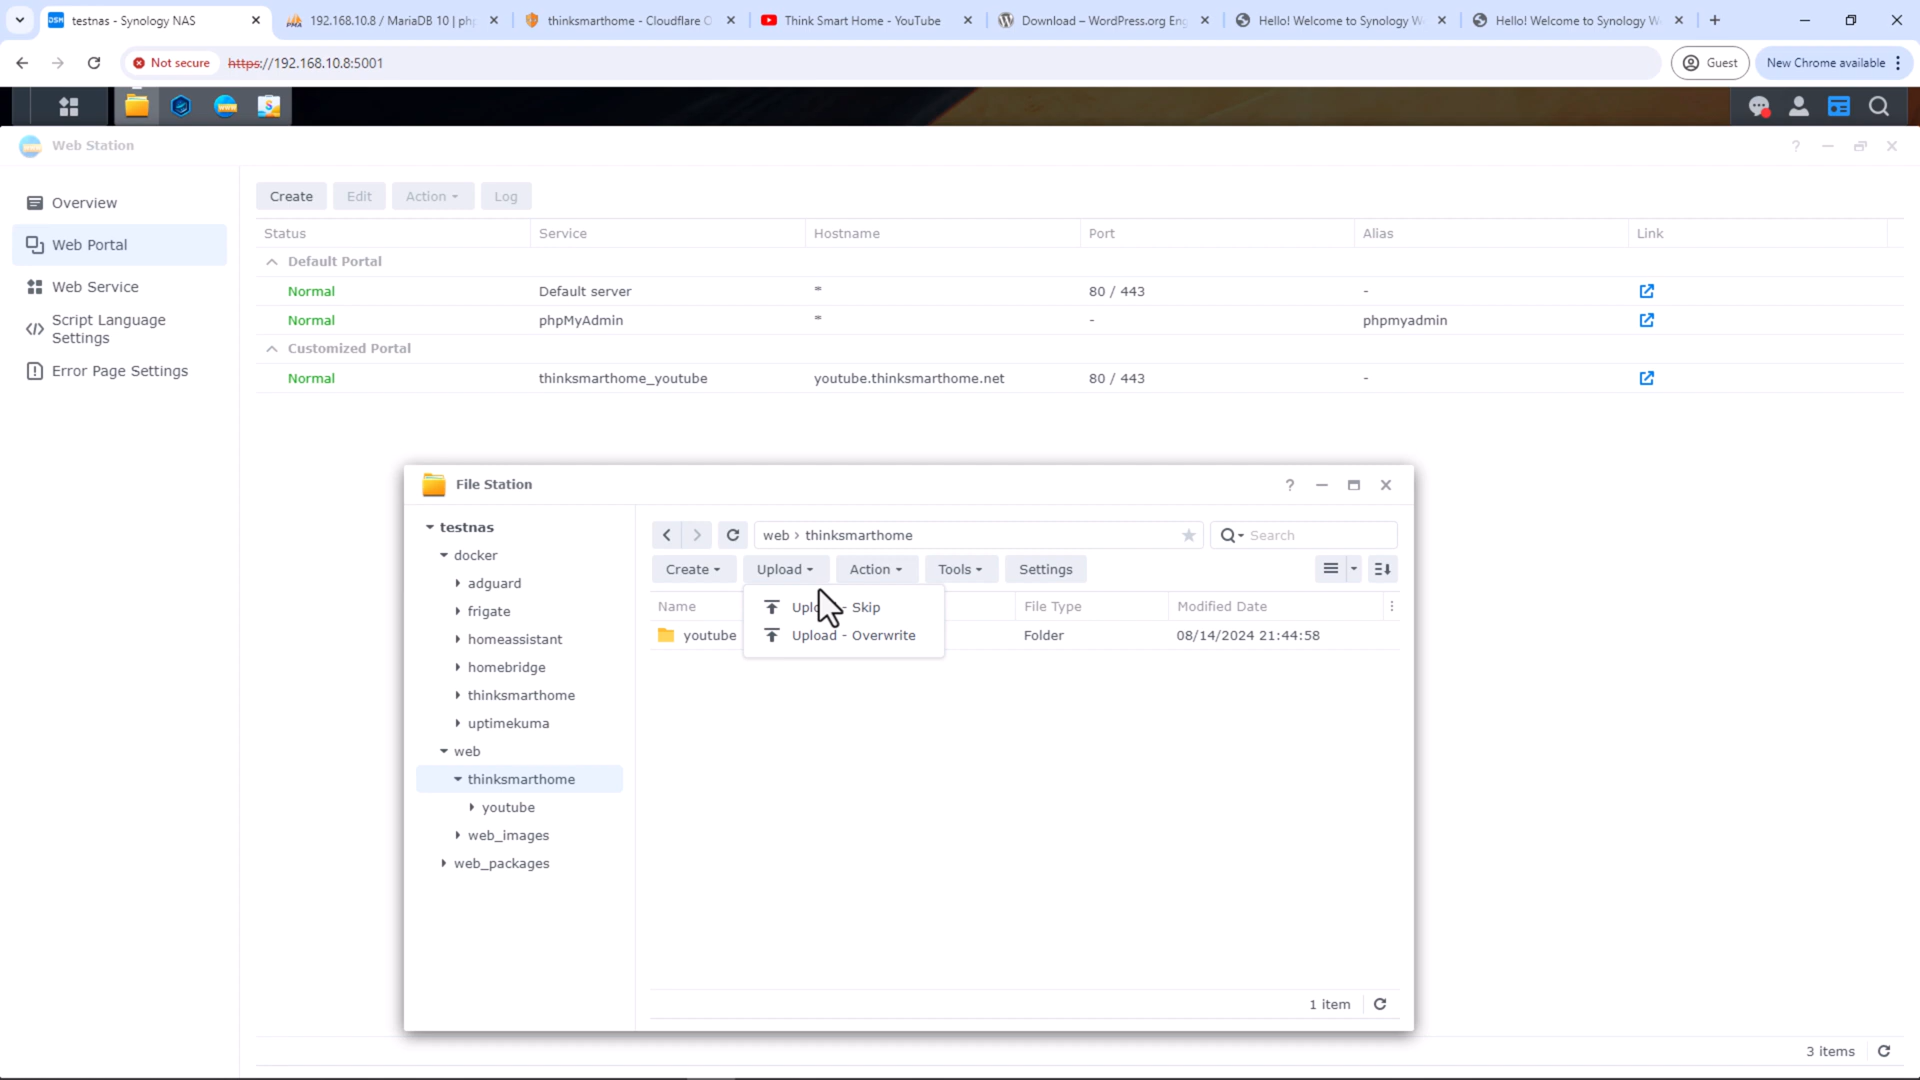 testnas - Synology NAS
192.168.10.8 / MariaDB 10 | php
thinksmarthome - Cloudflare O
Think Smart Home - YouTube
Download – WordPress.org Eng
Hello! Welcome to Synology W
Hello! Welcome to Synology W
Not secure
https://192.168.10.8:5001
Guest
New Chrome available
Web Station
Overview
Web Portal
Web Service
Script Language
Settings
Error Page Settings
Create
Edit
Action
Log
Status
Service
Hostname
Port
Alias
Link
Default Portal
Normal
Default server
*
80 / 443
-
Normal
phpMyAdmin
*
-
phpmyadmin
Customized Portal
Normal
thinksmarthome_youtube
youtube.thinksmarthome.net
80 / 443
-
File Station
testnas
docker
adguard
frigate
homeassistant
homebridge
thinksmarthome
uptimekuma
web
thinksmarthome
youtube
web_images
web_packages
web › thinksmarthome
Search
Create
Upload
Action
Tools
Settings
Name
File Type
Modified Date
Upload - Skip
Upload - Overwrite
youtube
Folder
08/14/2024 21:44:58
1 item
3 items